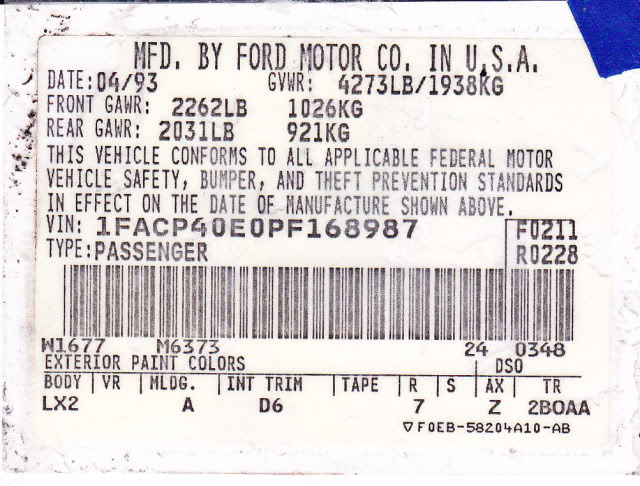 MFD. BY FORD MOTOR CO. IN U.S.A.
DATE: 04/93 GVWR: 4273LB/1938KG
FRONT GAWR: 2262LB 1026KG
REAR GAWR: 2031LB 921KG
THIS VEHICLE CONFORMS TO ALL APPLICABLE FEDERAL MOTOR
VEHICLE SAFETY, BUMPER, AND THEFT PREVENTION STANDARDS
IN EFFECT ON THE DATE OF MANUFACTURE SHOWN ABOVE.
VIN: 1FACP40E0PF168987 F0211
TYPE: PASSENGER R0228
W1677 M6373 24 0348
EXTERIOR PAINT COLORS DSO
BODY VR MLDG. INT TRIM TAPE R S AX TR
LX2 A D6 7 Z 2B0AA
▽F0EB-58204A10-AB